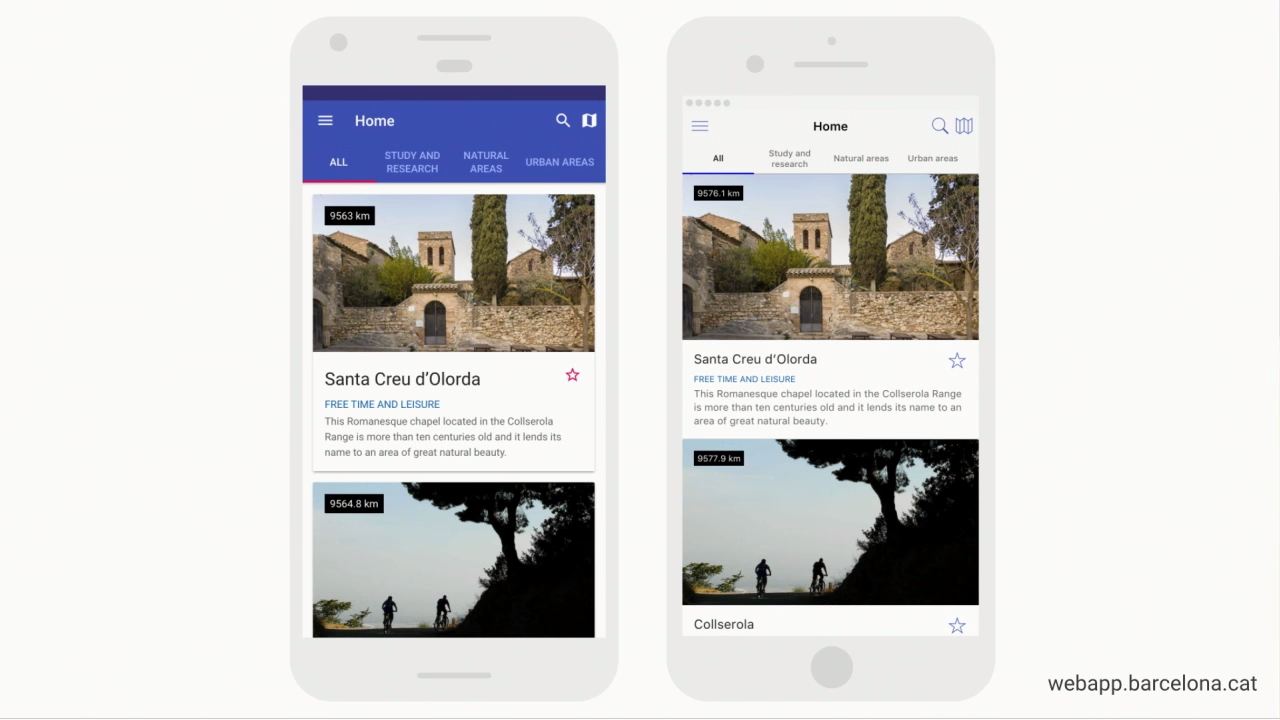 Home
ALL
STUDY AND
RESEARCH
NATURAL
AREAS
URBAN AREAS
9563 km
Santa Creu d’Olorda
FREE TIME AND LEISURE
This Romanesque chapel located in the Collserola
Range is more than ten centuries old and it lends its
name to an area of great natural beauty.
9564.8 km
Home
All
Study and
research
Natural areas
Urban areas
9576.1 km
Santa Creu d’Olorda
FREE TIME AND LEISURE
This Romanesque chapel located in the Collserola Range
is more than ten centuries old and it lends its name to an
area of great natural beauty.
9577.9 km
Collserola
webapp.barcelona.cat